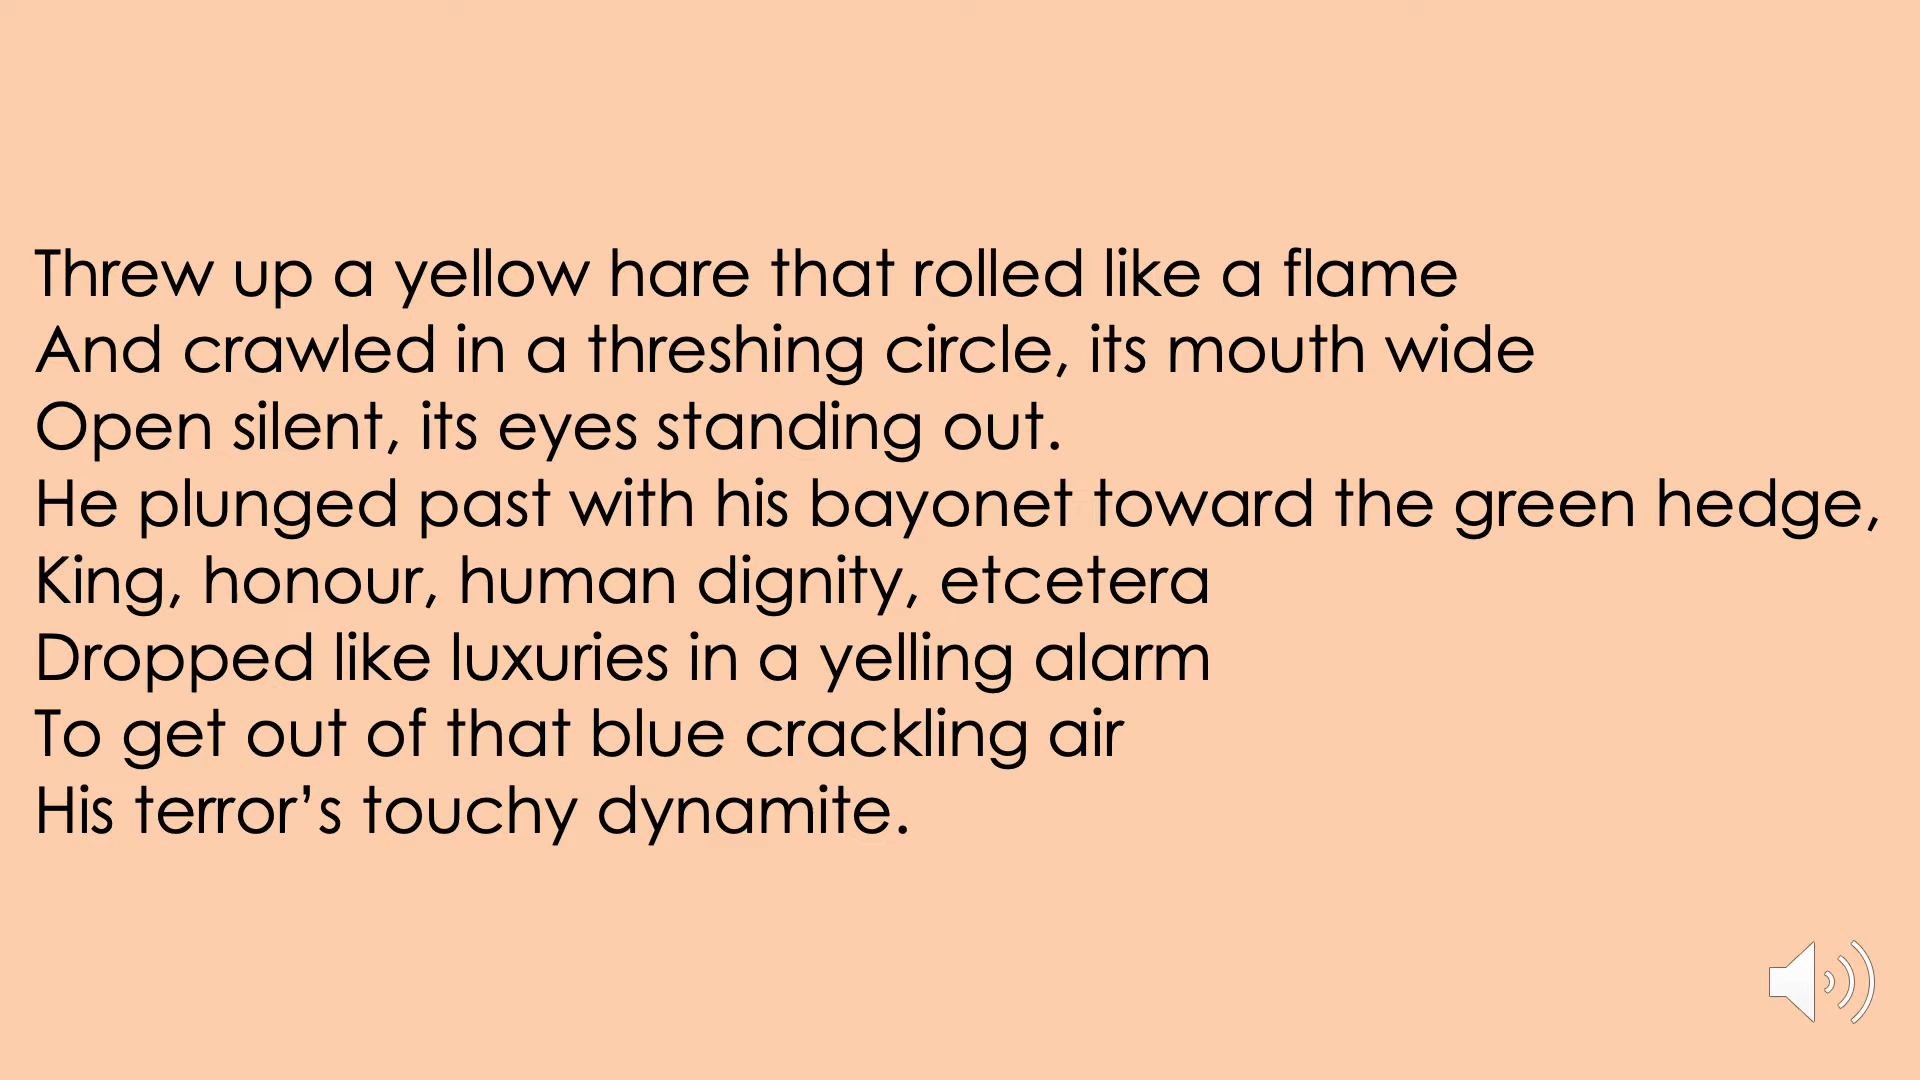 Threw up a yellow hare that rolled like a flame
And crawled in a threshing circle, its mouth wide
Open silent, its eyes standing out.
He plunged past with his bayonet toward the green hedge,
King, honour, human dignity, etcetera
Dropped like luxuries in a yelling alarm
To get out of that blue crackling air
His terror’s touchy dynamite.